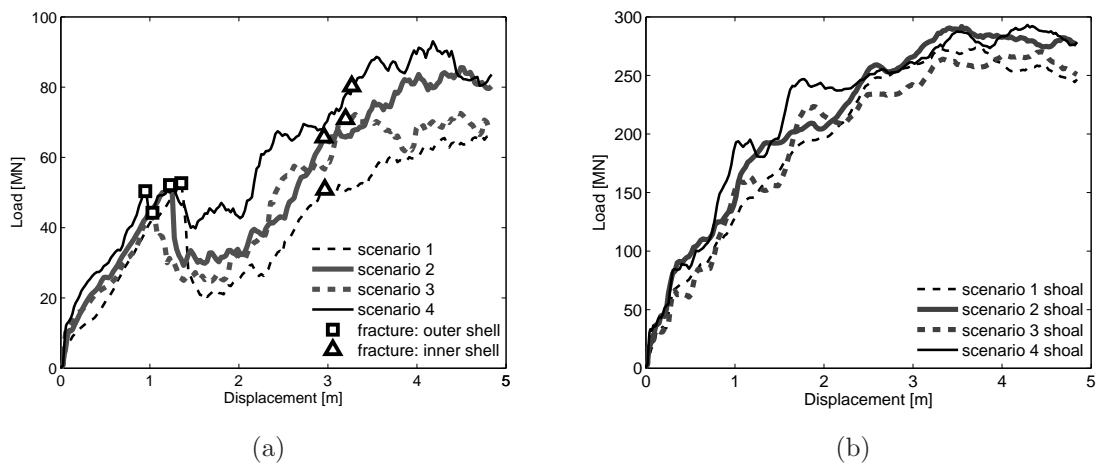 100
80
60
40
20
0
Load [MN]
0 1 2 3 4 5
Displacement [m]
scenario 1
scenario 2
scenario 3
scenario 4
fracture: outer shell
fracture: inner shell
(a)
300
250
200
150
100
50
0
Load [MN]
0 1 2 3 4 5
Displacement [m]
scenario 1 shoal
scenario 2 shoal
scenario 3 shoal
scenario 4 shoal
(b)